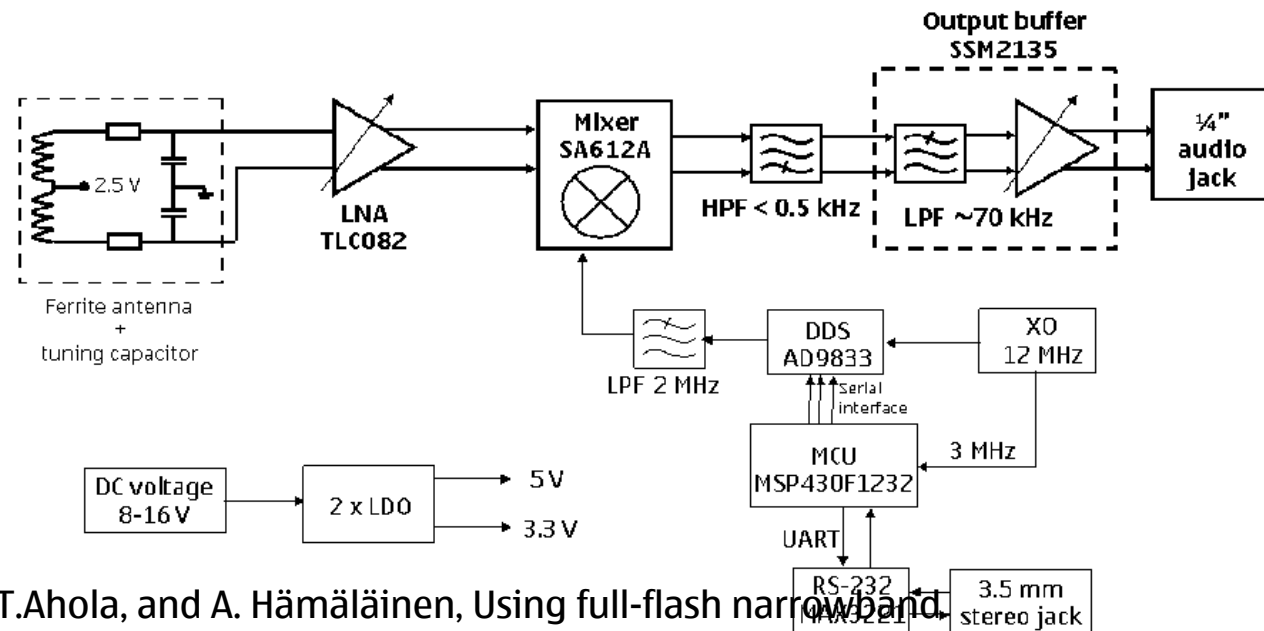 Output buffer
SSM2135
Mixer
SA612A
¼"
audio
jack
2.5 V
LNA
TLC082
HPF < 0.5 kHz
LPF ~70 kHz
Ferrite antenna
+
tuning capacitor
DDS
AD9833
XO
12 MHz
LPF 2 MHz
Serial
interface
MCU
MSP430F1232
3 MHz
DC voltage
8-16 V
2 x LDO
5 V
3.3 V
UART
RS-232
MAX3221
3.5 mm
stereo jack
T.Ahola, and A. Hämäläinen, Using full-flash narrowband